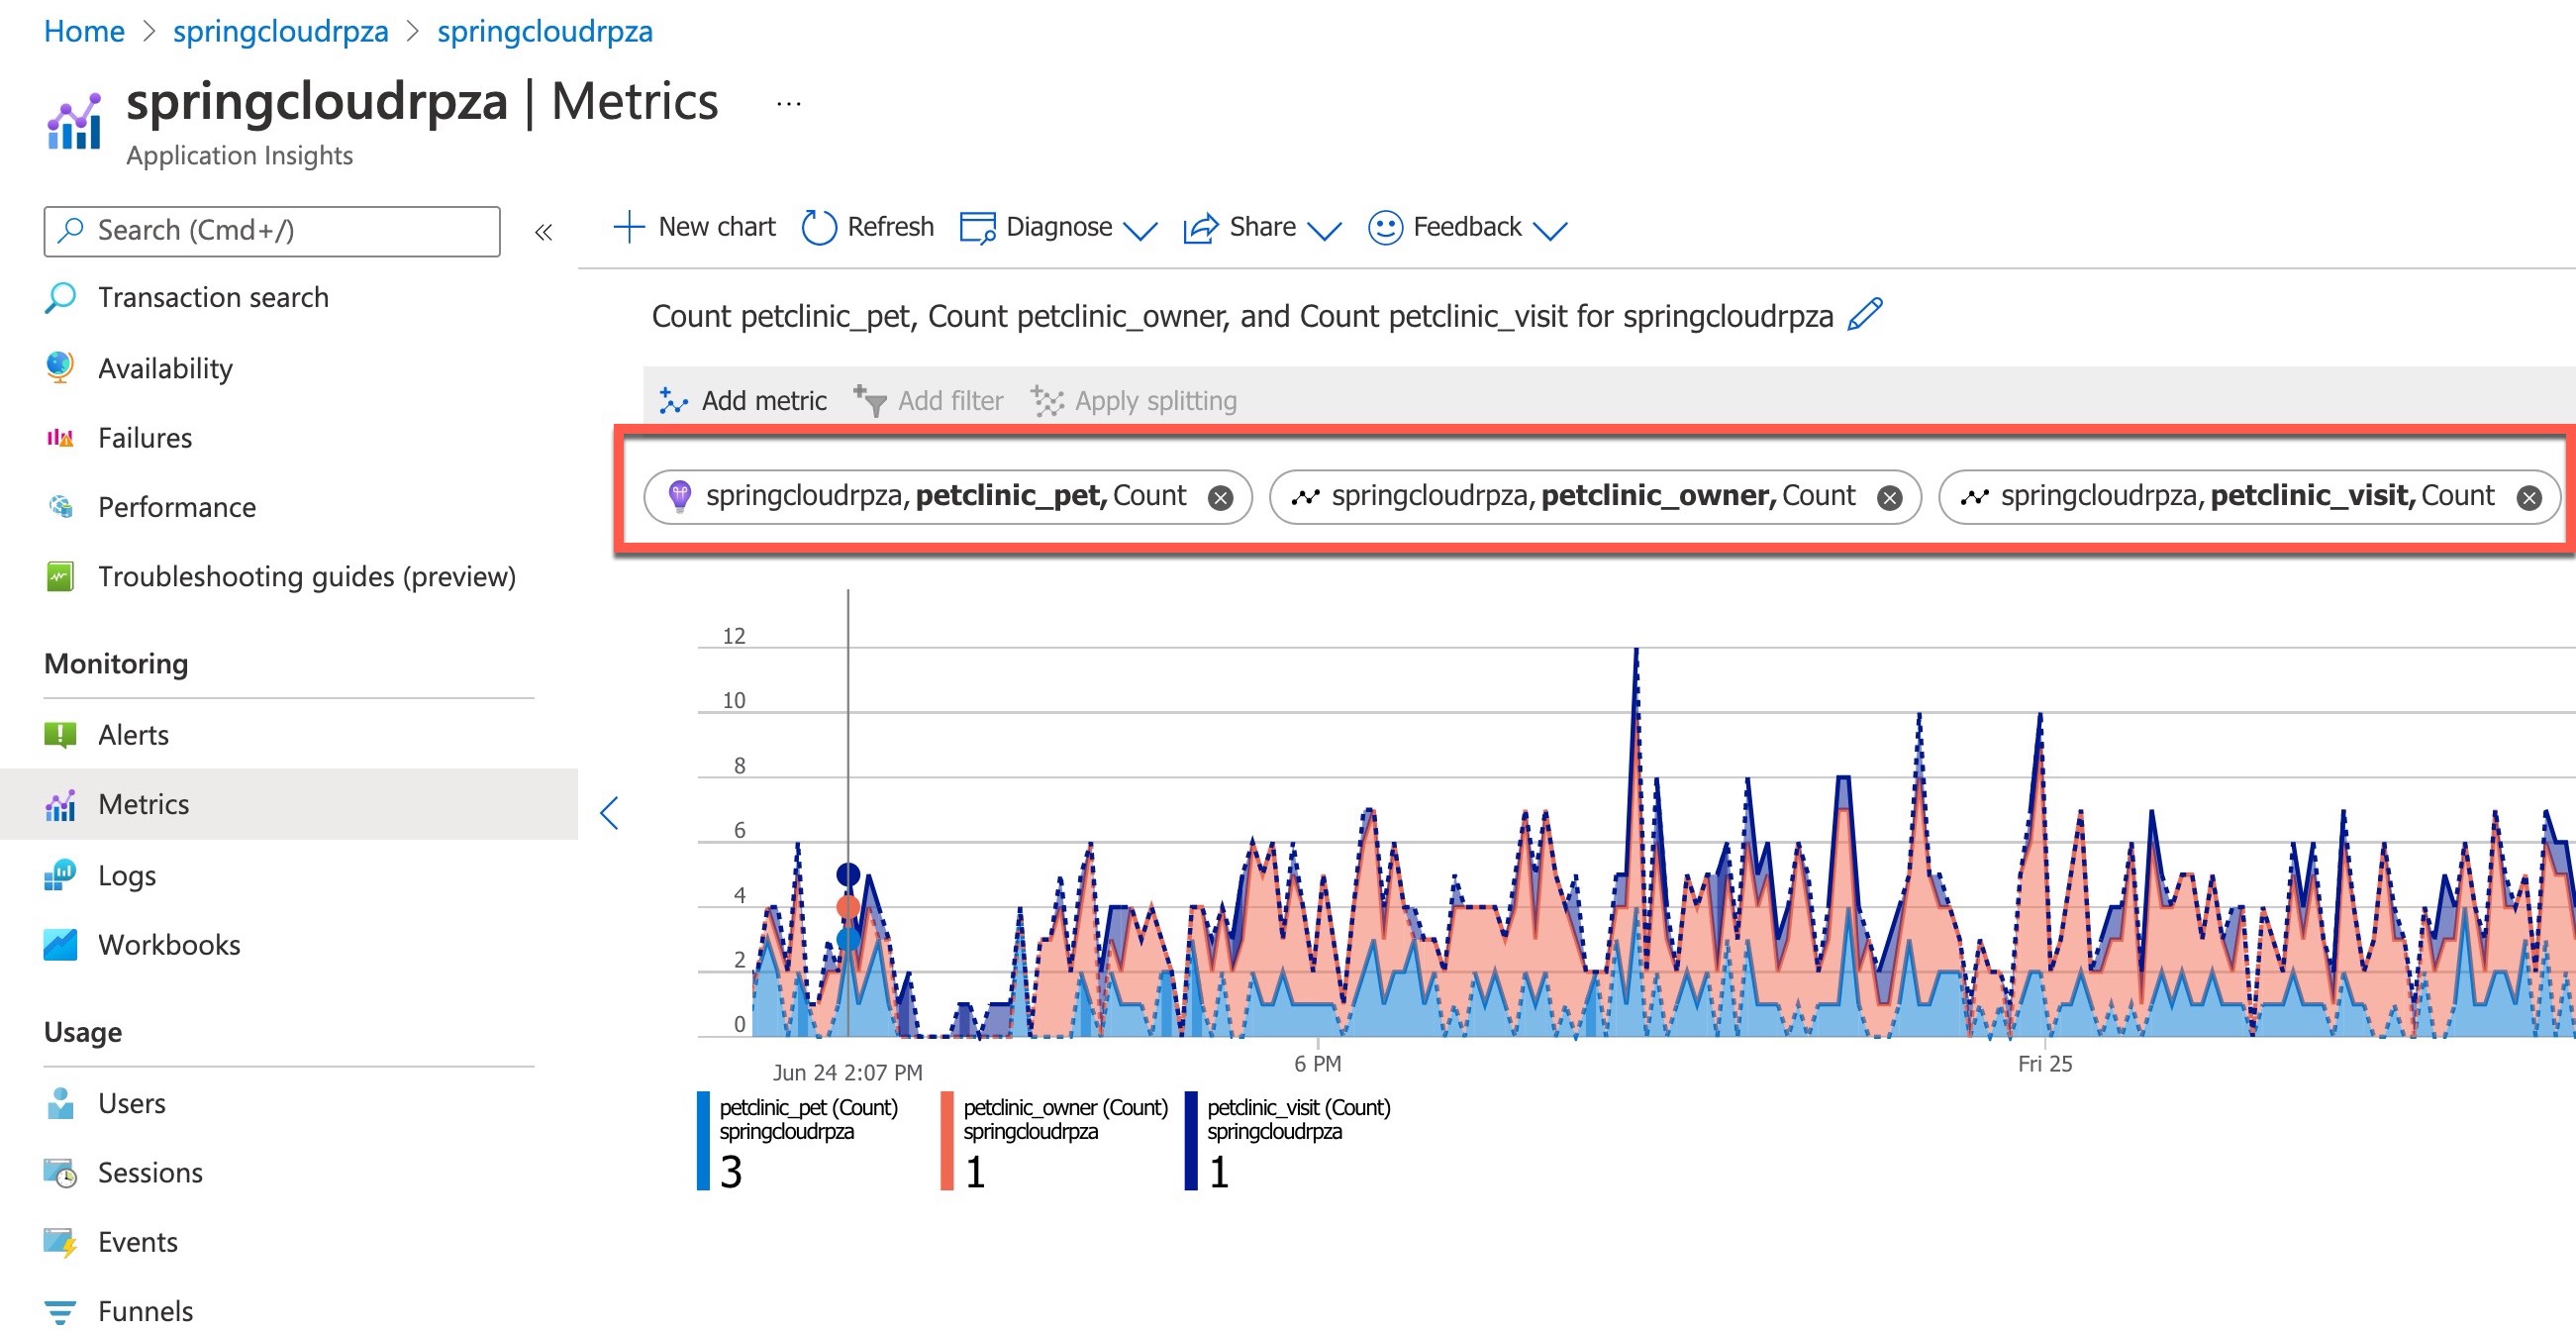 Home > springcloudrpza > springcloudrpza
springcloudrpza | Metrics ...
Application Insights
Search (Cmd+/)
«
Transaction search
Availability
Failures
Performance
Troubleshooting guides (preview)
Monitoring
Alerts
Metrics
Logs
Workbooks
Usage
Users
Sessions
Events
Funnels
New chart Refresh Diagnose Share Feedback
Count petclinic_pet, Count petclinic_owner, and Count petclinic_visit for springcloudrpza
Add metric Add filter Apply splitting
springcloudrpza, petclinic_pet, Count springcloudrpza, petclinic_owner, Count springcloudrpza, petclinic_visit, Count
12
10
8
6
4
2
0
Jun 24 2:07 PM 6 PM Fri 25
petclinic_pet (Count) petclinic_owner (Count) petclinic_visit (Count)
springcloudrpza springcloudrpza springcloudrpza
3 1 1